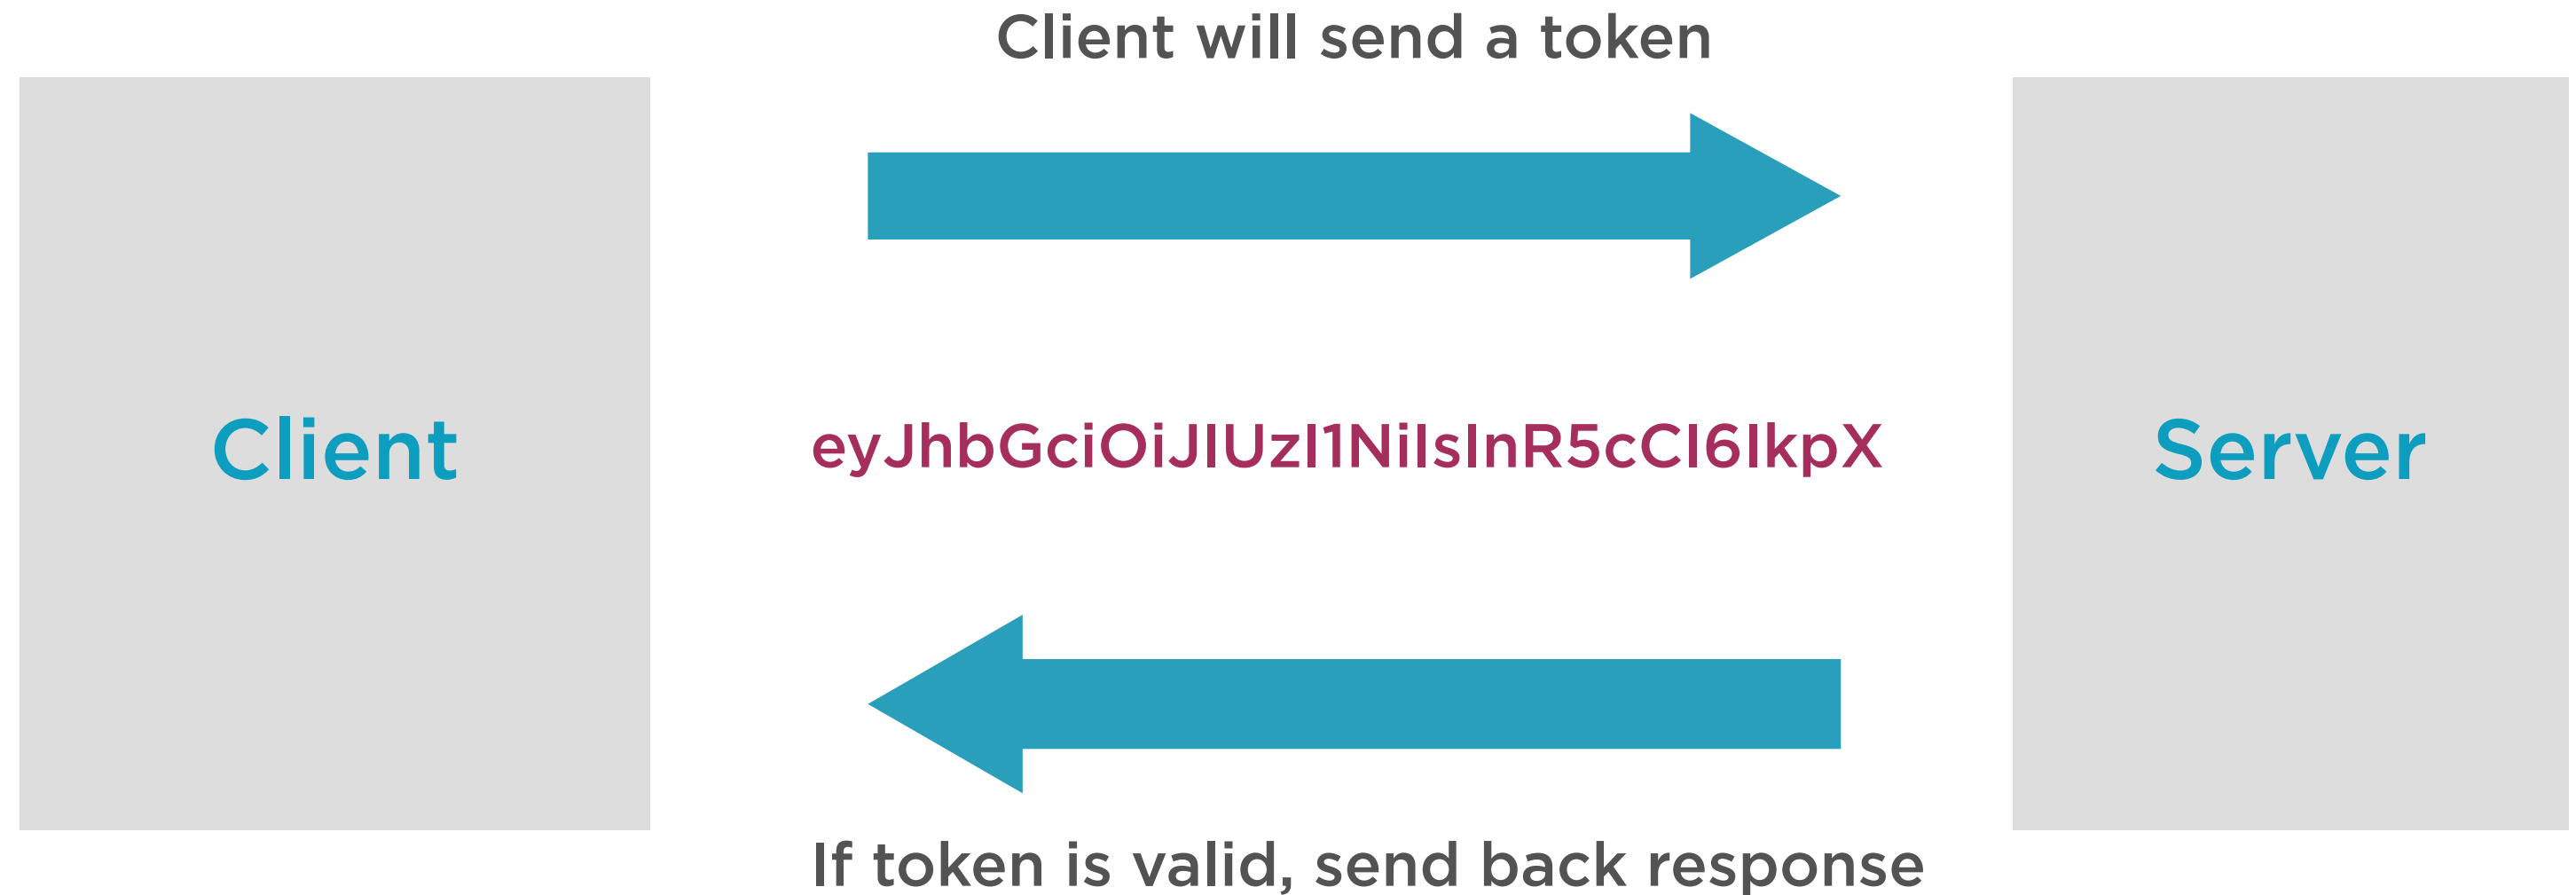 Client will send a token
Client
eyJhbGciOiJIUzI1NiIsInR5cCI6IkpX
Server
If token is valid, send back response